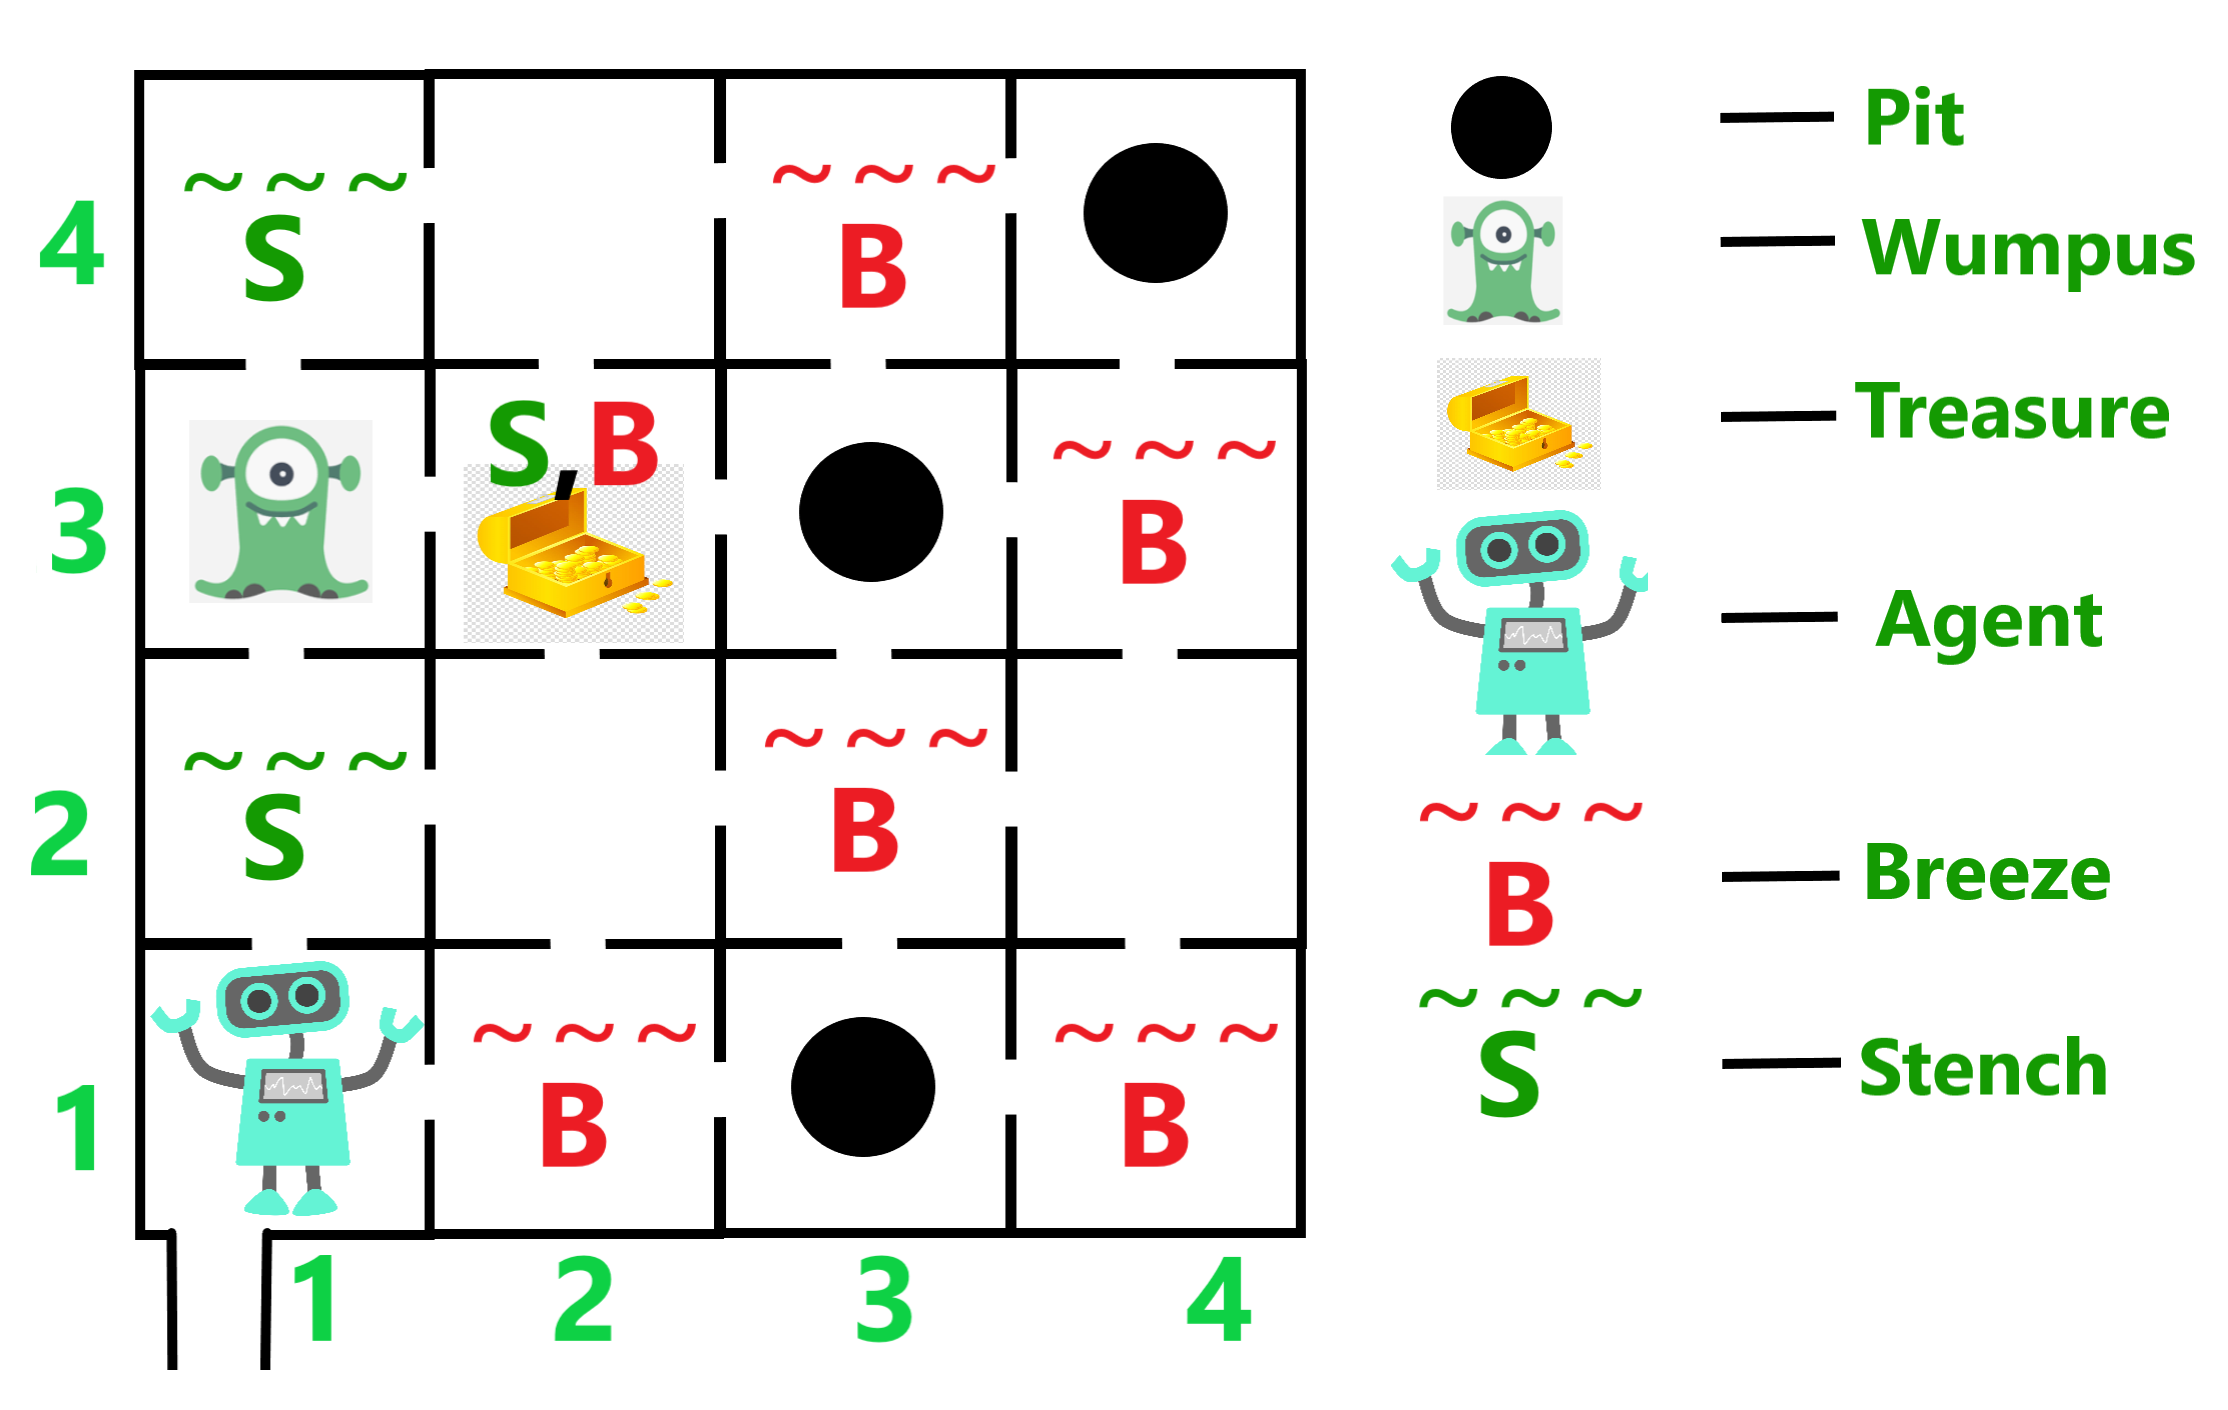 4 S B
3 S, B B
2 S B
1 B B
1 2 3 4
~ ~ ~
~ ~ ~
~ ~ ~
~ ~ ~
~ ~ ~
~ ~ ~
~ ~ ~
Pit
Wumpus
Treasure
Agent
~ ~ ~
B Breeze
~ ~ ~
S Stench